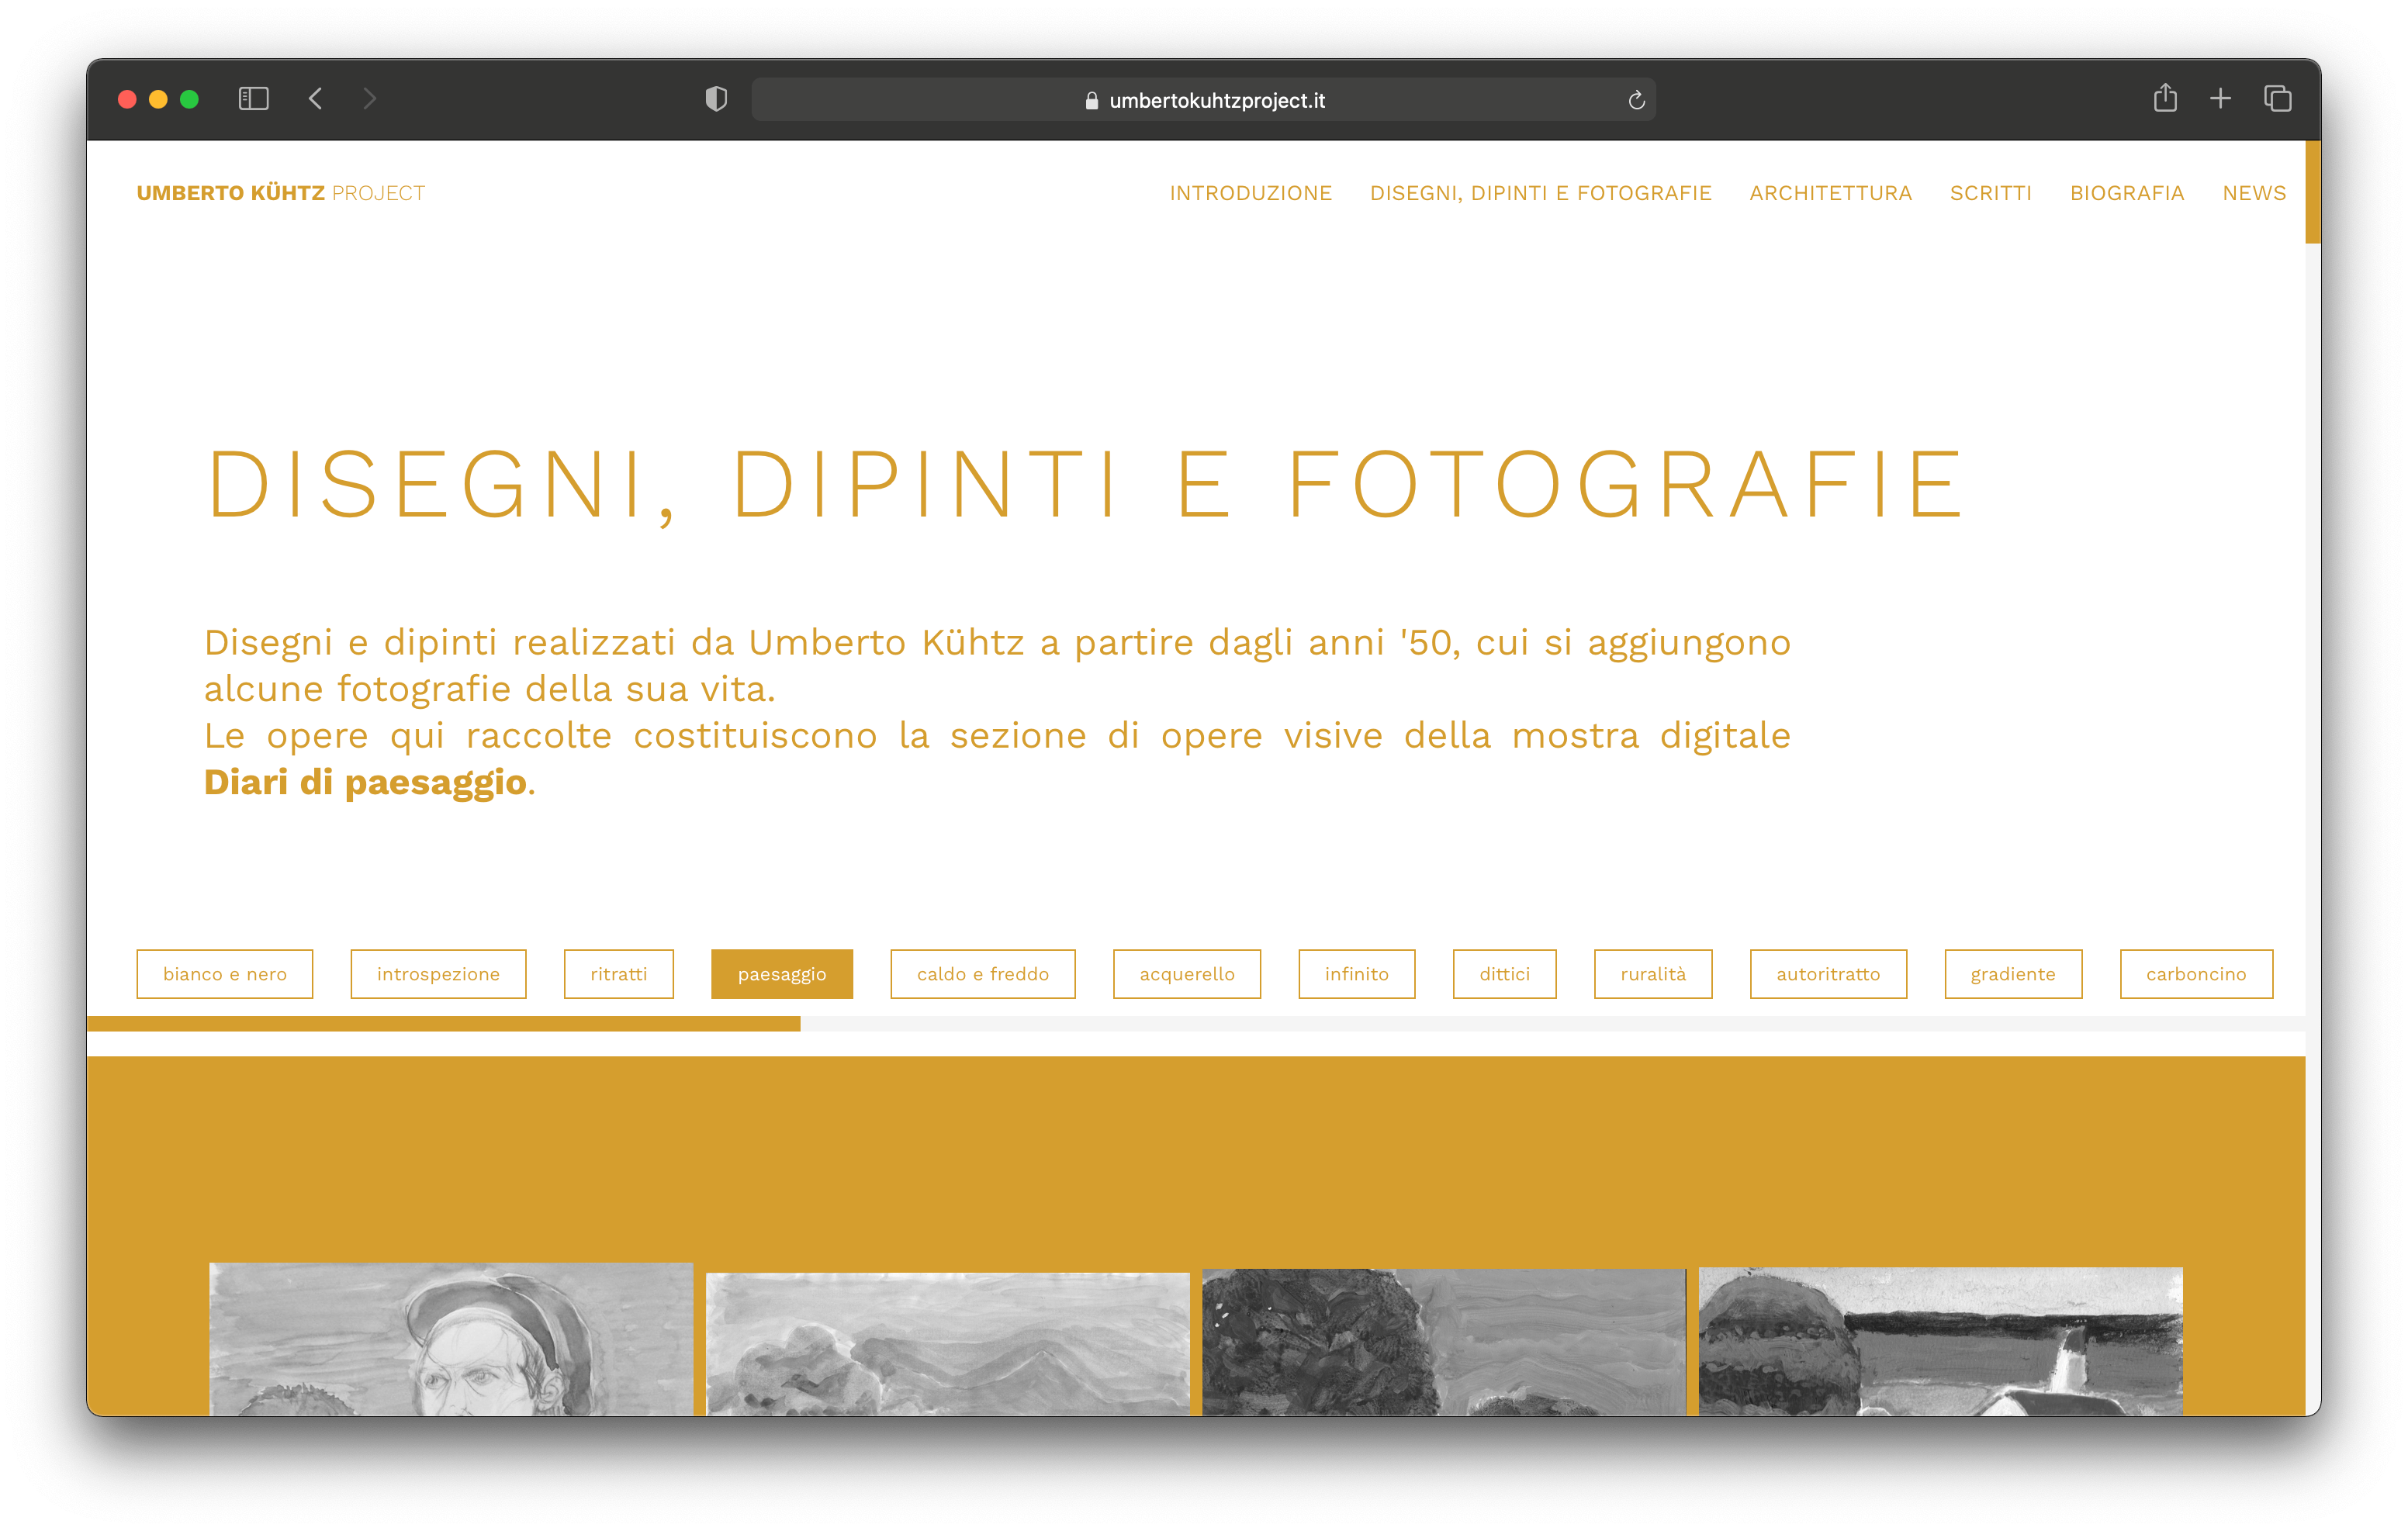 umbertokuhtzproject.it
UMBERTO KÜHTZ PROJECT
INTRODUZIONE
DISEGNI, DIPINTI E FOTOGRAFIE
ARCHITETTURA
SCRITTI
BIOGRAFIA
NEWS
DISEGNI, DIPINTI E FOTOGRAFIE
Disegni e dipinti realizzati da Umberto Kühtz a partire dagli anni '50, cui si aggiungono
alcune fotografie della sua vita.
Le opere qui raccolte costituiscono la sezione di opere visive della mostra digitale
Diari di paesaggio.
bianco e nero
introspezione
ritratti
paesaggio
caldo e freddo
acquerello
infinito
dittici
ruralità
autoritratto
gradiente
carboncino